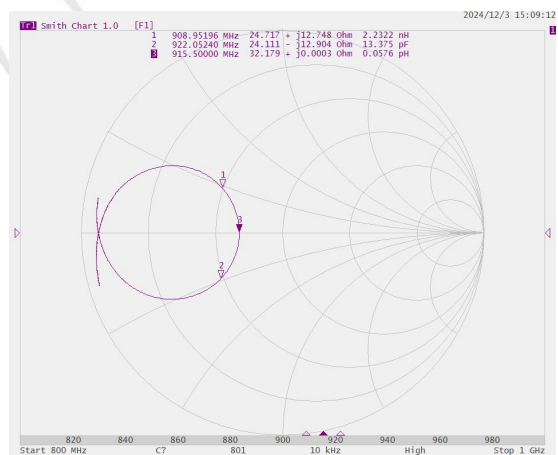 2024/12/3 15:09:12
Tr1 Smith Chart 1.0 [F1]
1
1 908.95196 MHz 24.717 + j12.748 Ohm 2.2322 nH
2 922.05240 MHz 24.111 - j12.904 Ohm 13.375 pF
3 915.50000 MHz 32.179 + j0.0003 Ohm 0.0576 pH
1
3
2
820 840 860 880 900 920 940 960 980
Start 800 MHz C? 801 10 kHz High Stop 1 GHz